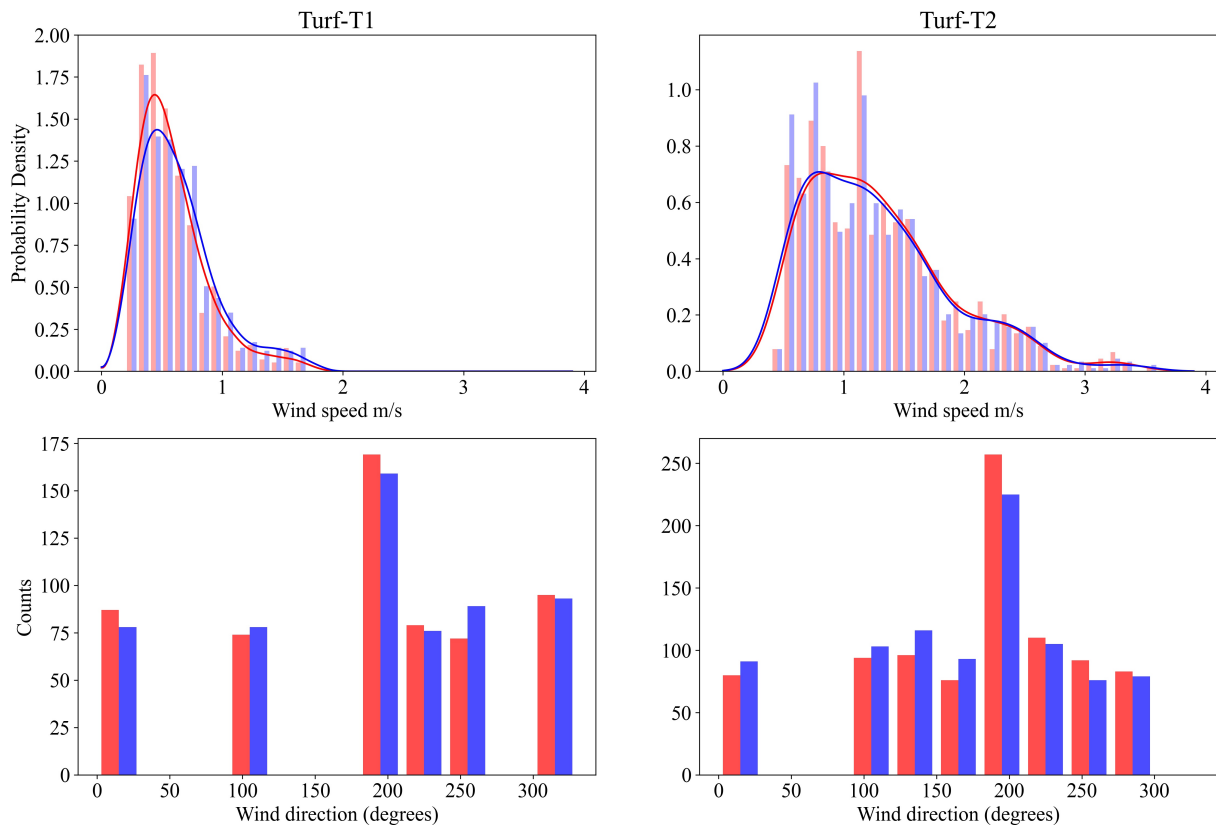 Turf-T1
Turf-T2
2.00
1.75
1.50
1.25
1.00
0.75
0.50
0.25
0.00
Probability Density
0 1 2 3 4
Wind speed m/s
1.0
0.8
0.6
0.4
0.2
0.0
0 1 2 3 4
Wind speed m/s
175
150
125
100
75
50
25
0
Counts
0 50 100 150 200 250 300
Wind direction (degrees)
250
200
150
100
50
0
0 50 100 150 200 250 300
Wind direction (degrees)